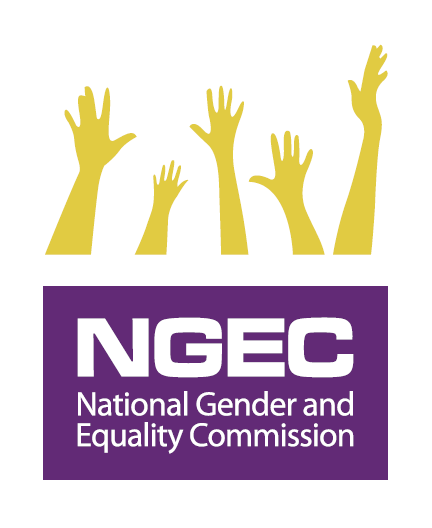 NGEC
National Gender and
Equality Commission